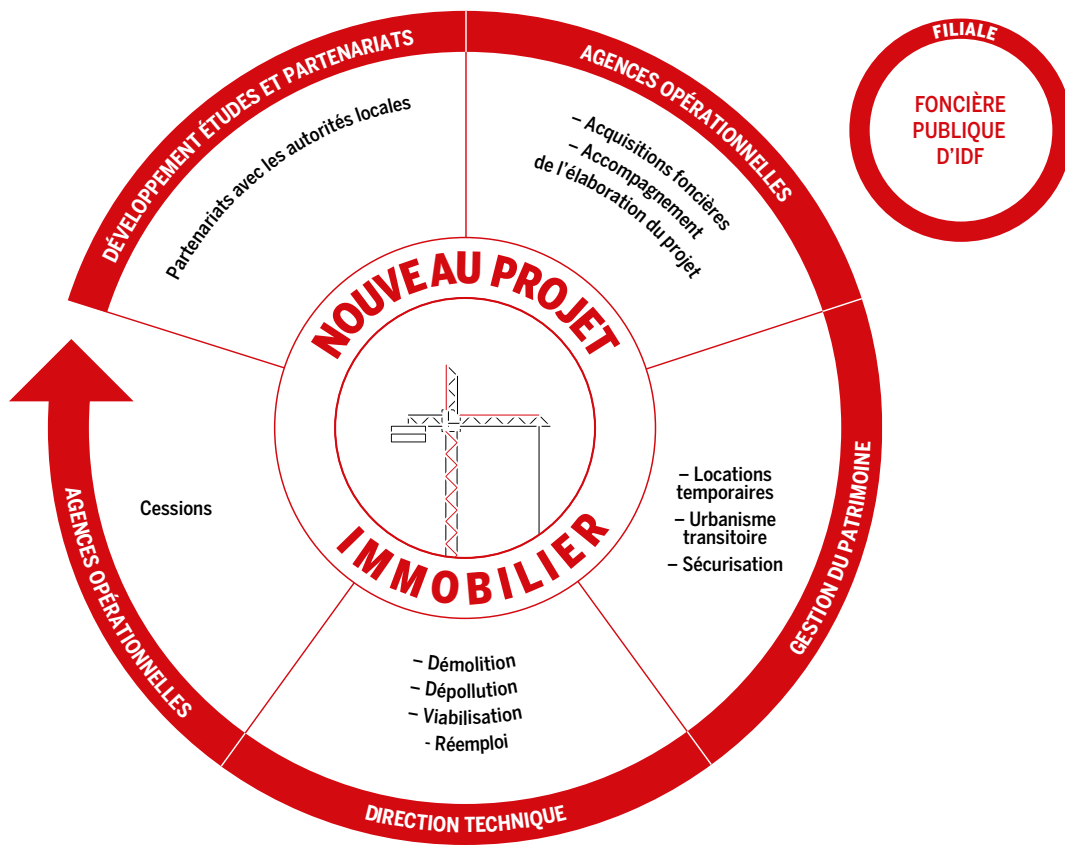 DÉVELOPPEMENT ÉTUDES ET PARTENARIATS
Partenariats avec les autorités locales
AGENCES OPÉRATIONNELLES
– Acquisitions foncières
– Accompagnement
de l’élaboration du projet
FILIALE
FONCIÈRE
PUBLIQUE
D’IDF
NOUVEAU PROJET
IMMOBILIER
GESTION DU PATRIMOINE
– Locations
temporaires
– Urbanisme
transitoire
– Sécurisation
DIRECTION TECHNIQUE
– Démolition
– Dépollution
– Viabilisation
- Réemploi
AGENCES OPÉRATIONNELLES
Cessions